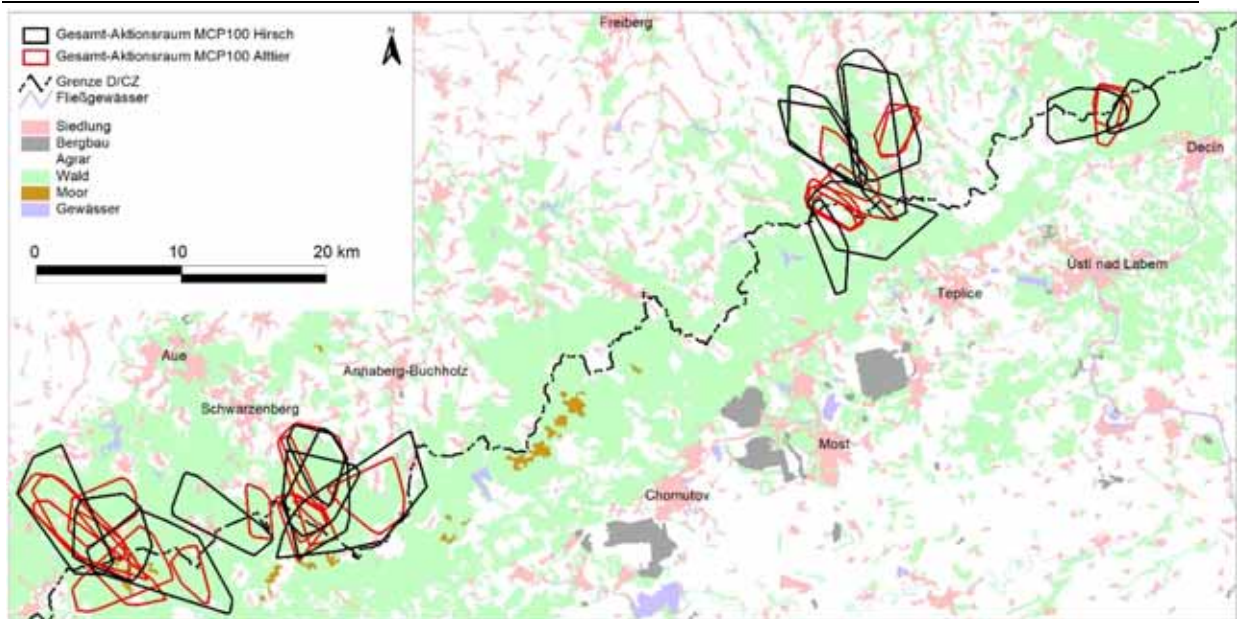 Gesamt-Aktionsraum MCP100 Hirsch
Gesamt-Aktionsraum MCP100 Alttier
Grenze D/CZ
Fließgewässer
Siedlung
Bergbau
Agrar
Wald
Moor
Gewässer
0 10 20 km
N
Freiberg
Decin
Ústí nad Labem
Teplice
Aue
Annaberg-Buchholz
Schwarzenberg
Most
Chomutov